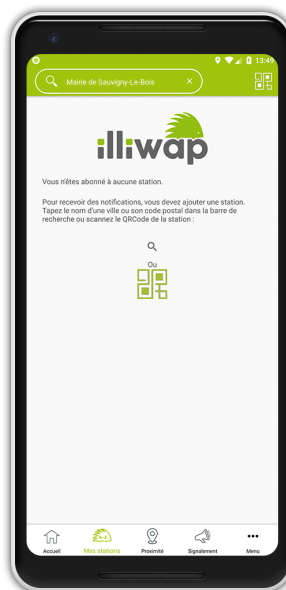 13:49
Mairie de Sauvigny-Le-Bois
illiwap
Vous n'êtes abonné à aucune station.
Pour recevoir des notifications, vous devez ajouter une station.
Tapez le nom d'une ville ou son code postal dans la barre de
recherche ou scannez le QRCode de la station :
Ou
Accueil Mes stations Proximité Signalement Menu